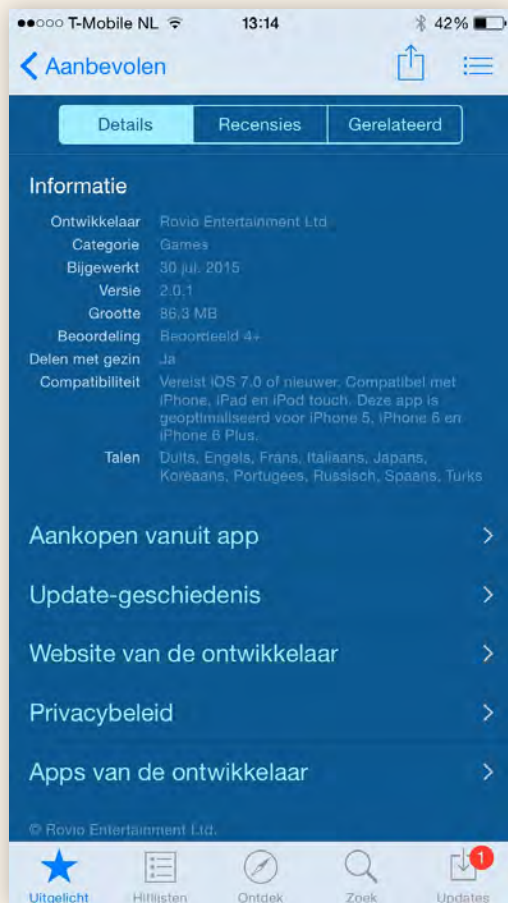 T-Mobile NL 13:14 42%
Aanbevolen
Details Recensies Gerelateerd
Informatie
Ontwikkelaar Rovio Entertainment Ltd
Categorie Games
Bijgewerkt 30 jul. 2015
Versie 2.0.1
Grootte 86.3 MB
Beoordeling Beoordeeld 4+
Delen met gezin Ja
Compatibiliteit Vereist iOS 7.0 of nieuwer. Compatibel met
iPhone, iPad en iPod touch. Deze app is
geoptimaliseerd voor iPhone 5, iPhone 6 en
iPhone 6 Plus.
Talen Duits, Engels, Frans, Italiaans, Japans,
Koreaans, Portugees, Russisch, Spaans, Turks
Aankopen vanuit app
Update-geschiedenis
Website van de ontwikkelaar
Privacybeleid
Apps van de ontwikkelaar
© Rovio Entertainment Ltd.
1
Uitgelicht Hitlijsten Ontdek Zoek Updates